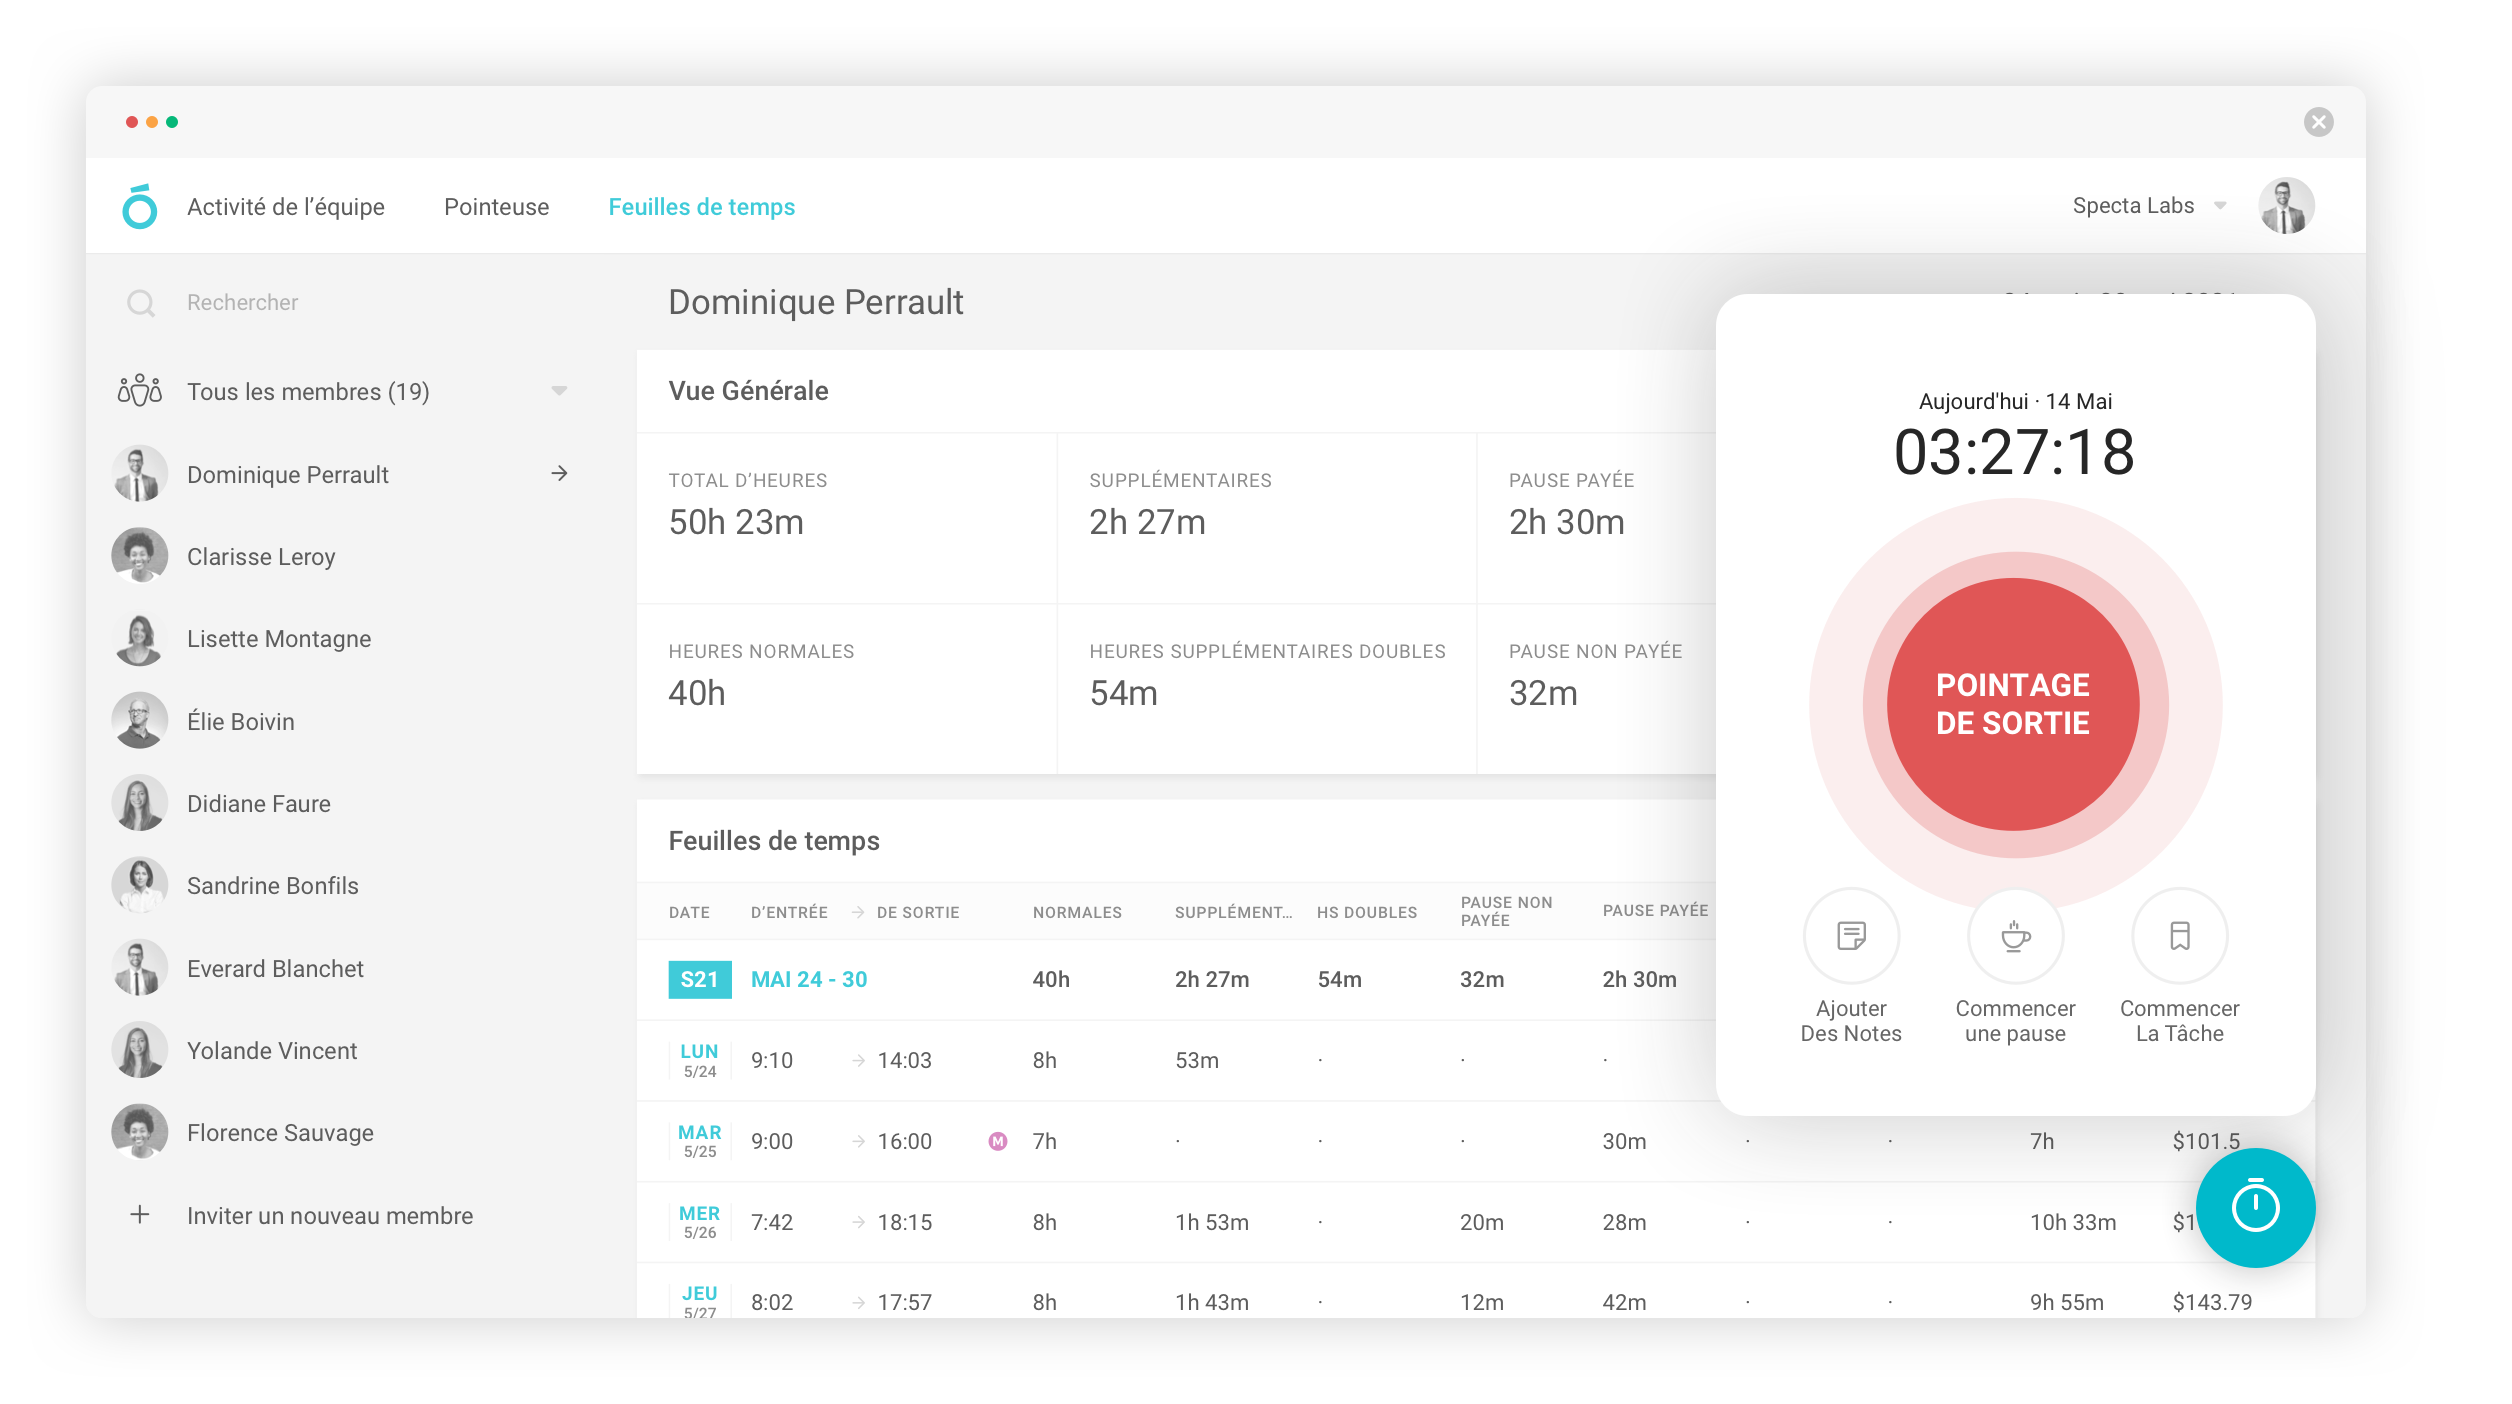 Activité de l’équipe
Pointeuse
Feuilles de temps
Specta Labs
Rechercher
Tous les membres (19)
Dominique Perrault
Clarisse Leroy
Lisette Montagne
Élie Boivin
Didiane Faure
Sandrine Bonfils
Everard Blanchet
Yolande Vincent
Florence Sauvage
Inviter un nouveau membre
Dominique Perrault
Vue Générale
TOTAL D’HEURES
50h 23m
SUPPLÉMENTAIRES
2h 27m
PAUSE PAYÉE
2h 30m
HEURES NORMALES
40h
HEURES SUPPLÉMENTAIRES DOUBLES
54m
PAUSE NON PAYÉE
32m
Feuilles de temps
DATE D’ENTRÉE → DE SORTIE NORMALES SUPPLÉMENT... HS DOUBLES PAUSE NON PAYÉE PAUSE PAYÉE
S21 MAI 24 - 30 40h 2h 27m 54m 32m 2h 30m
LUN 5/24 9:10 → 14:03 8h 53m · · ·
MAR 5/25 9:00 → 16:00 M 7h · · · 30m · · 7h $101.5
MER 5/26 7:42 → 18:15 8h 1h 53m · 20m 28m · · 10h 33m $1
JEU 5/27 8:02 → 17:57 8h 1h 43m · 12m 42m · · 9h 55m $143.79
Aujourd'hui · 14 Mai
03:27:18
POINTAGE
DE SORTIE
Ajouter
Des Notes
Commencer
une pause
Commencer
La Tâche